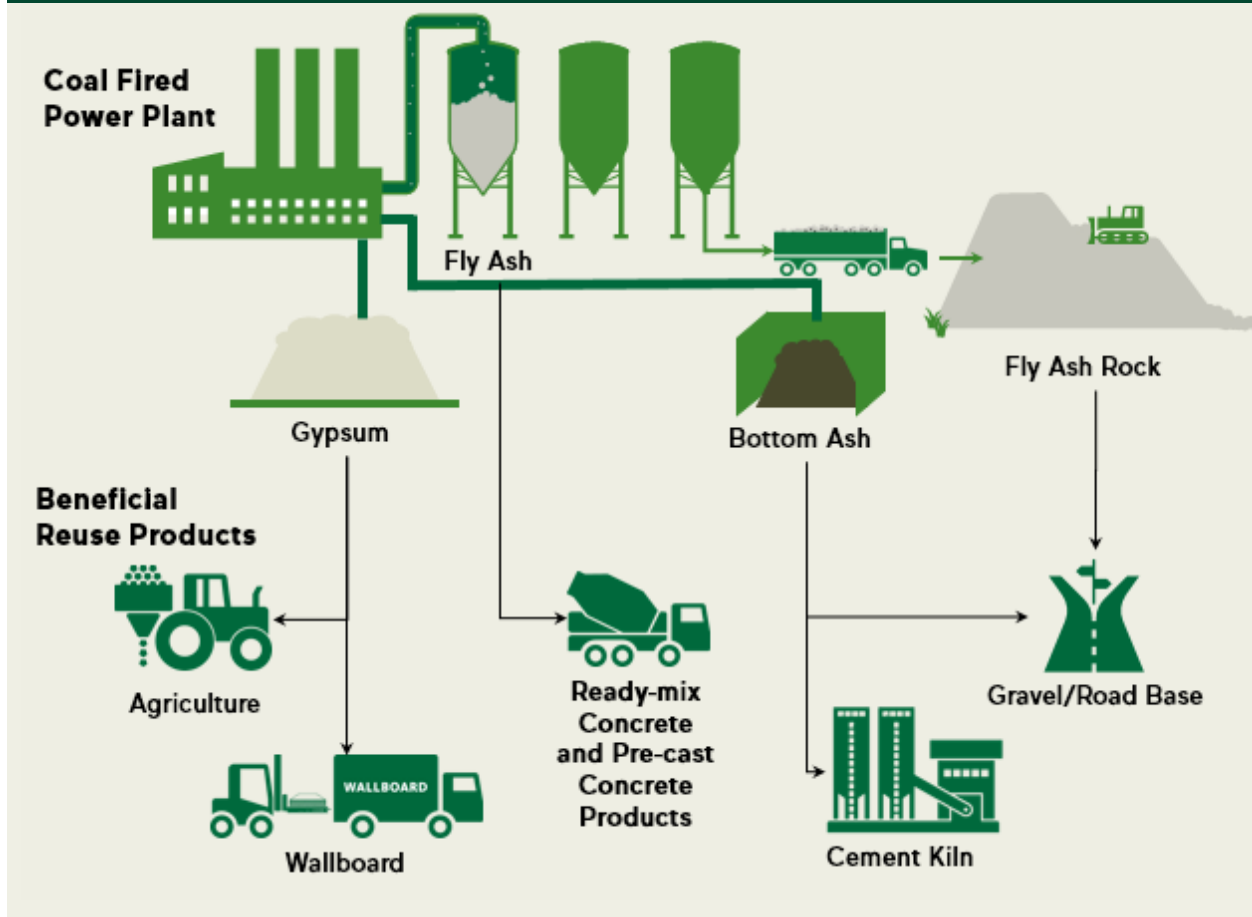 Coal Fired
Power Plant
Fly Ash
Fly Ash Rock
Gypsum
Bottom Ash
Beneficial
Reuse Products
Agriculture
WALLBOARD
Wallboard
Ready-mix
Concrete
and Pre-cast
Concrete
Products
Gravel/Road Base
Cement Kiln